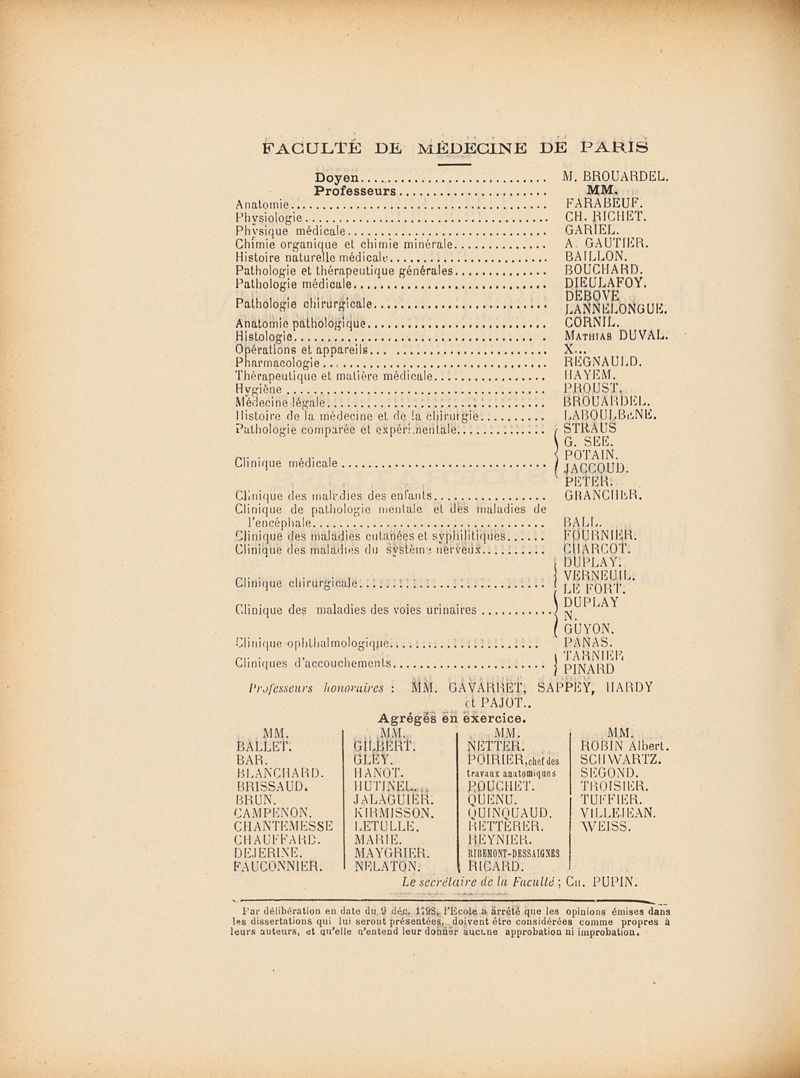 FACULTÉ DE MÉDECINE DE PARIS
Doyen.......................... M. BROUARDEL.
Professeurs.................... MM.
Anatomie.................................... FARABEUF.
Physiologie.................................. CH. RICHET.
Physique médicale............................ GARIEL.
Chimie organique et chimie minérale.............. A. GAUTIER.
Histoire naturelle médicale....................... BAILLON.
Pathologie et thérapeutique générales.............. BOUCHARD.
Pathologie médicale............................ DIEULAFOY.
DEBOVE
Pathologie chirurgicale.......................... LANNELONGUE.
Anatomie pathologique.......................... CORNIL.
Histologie.................................... . MATHIAS DUVAL.
Opérations et appareils... ....................... X...
Pharmacologie................................ REGNAULD.
Thérapeutique et matière médicale................ HAYEM.
Hygiène ..................................... PROUST.
Médecine légale............................... BROUARDEL.
Histoire de la médecine et de la chirurgie.......... LABOULBÈNE.
Pathologie comparée et expérimentale............. STRAUS
G. SEE.
POTAIN.
Clinique médicale .............................. JACCOUD.
PETER.
Clinique des maladies des enfants................. GRANCHER.
Clinique de pathologie mentale et des maladies de
l'encéphale.................................. BALL.
Clinique des maladies cutanées et syphilitiques...... FOURNIER.
Clinique des maladies du système nerveux.......... CHARCOT.
DUPLAY.
VERNEUIL.
Clinique chirurgicale............................ LE FORT.
DUPLAY
Clinique des maladies des voies urinaires ........... N.
GUYON.
Clinique ophthalmologique....................... PANAS.
TARNIER
Cliniques d'accouchements....................... PINARD
Professeurs honoraires : MM. GAVARRET, SAPPEY, HARDY
et PAJOT..
Agrégés en exercice.
MM.
BALLET.
BAR.
BLANCHARD.
BRISSAUD.
BRUN.
CAMPENON.
CHANTEMESSE
CHAUFFARD.
DEJERINE.
FAUCONNIER.
MM.
GILBERT.
GLEY.
HANOT.
HUTINEL.
JALAGUIER.
KIRMISSON.
LETULLE.
MARIE.
MAYGRIER.
NELATON.
MM.
NETTER.
POIRIER, chef des
travaux anatomiques
POUCHET.
QUENU.
QUINQUAUD.
RETTERER.
REYNIER.
RIBEMONT-DESSAIGNES
RICARD.
MM.
ROBIN Albert.
SCHWARTZ.
SEGOND.
TROISIER.
TUFFIER.
VILLEJEAN.
WEISS.
Le secrétaire de la Faculté ; CH. PUPIN.
Par délibération en date du 9 déc. 1798, l'Ecole a arrêté que les opinions émises dans
les dissertations qui lui seront présentées, doivent être considérées comme propres à
leurs auteurs, et qu'elle n'entend leur donner aucune approbation ni improbation.